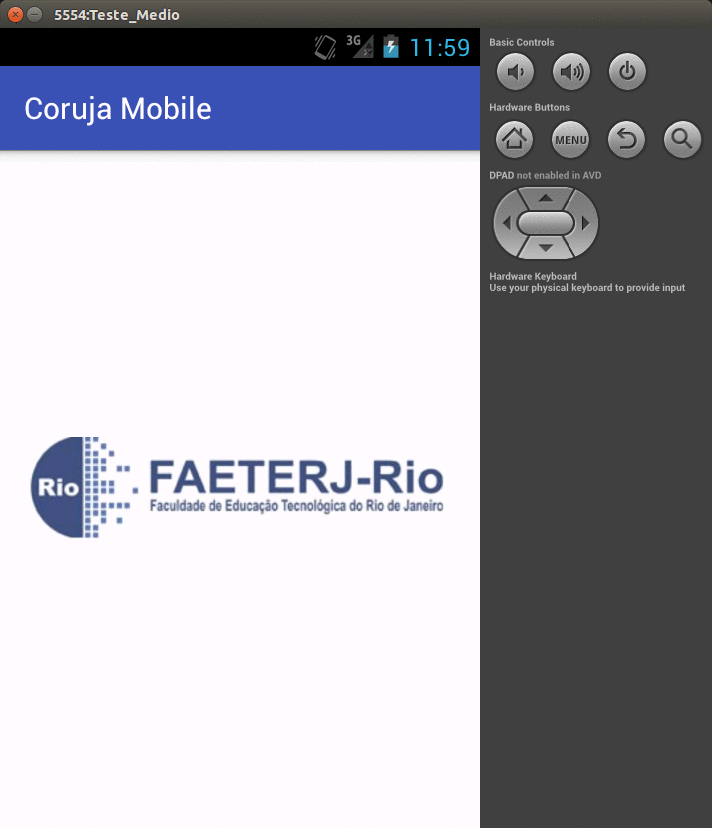 5554:Teste_Medio
3G 11:59
Coruja Mobile
Rio
FAETERJ-Rio
Faculdade de Educação Tecnológica do Rio de Janeiro
Basic Controls
Hardware Buttons
MENU
DPAD not enabled in AVD
Hardware Keyboard
Use your physical keyboard to provide input